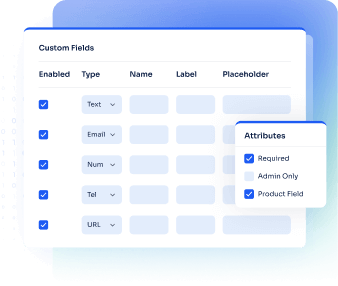 Custom Fields
Enabled Type Name Label Placeholder
Text
Email
Attributes
Num
Required
Admin Only
Tel
Product Field
URL